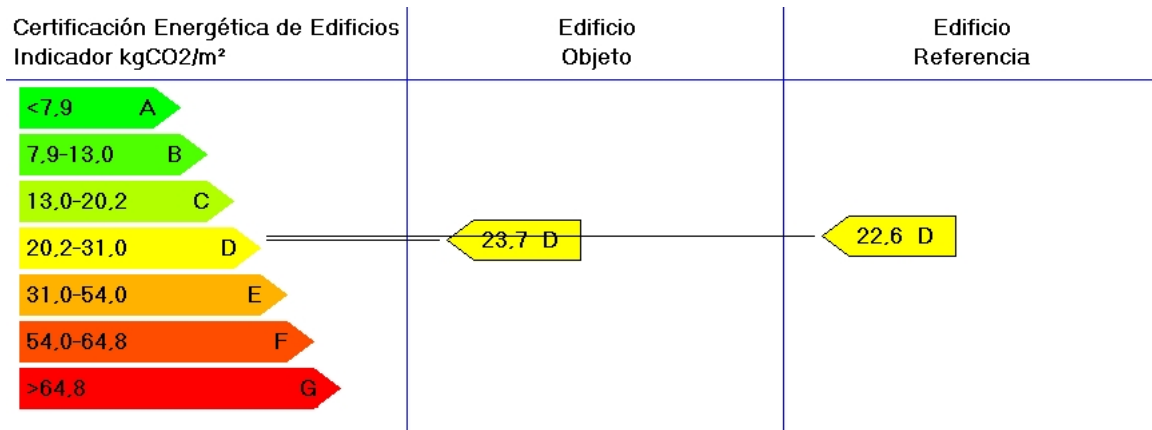 Certificación Energética de Edificios
Indicador kgCO2/m²
Edificio
Objeto
Edificio
Referencia
<7,9 A
7,9-13,0 B
13,0-20,2 C
20,2-31,0 D
31,0-54,0 E
54,0-64,8 F
>64,8 G
23,7 D
22,6 D